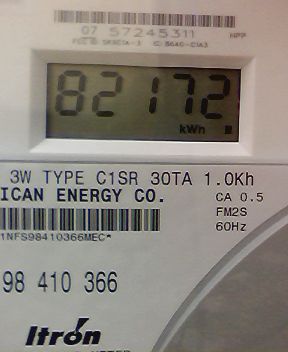 07 57245311 MPP
82172
kWh
3W TYPE C1SR 30TA 1.0Kh
ICAN ENERGY CO.
CA 0.5
FM2S
60Hz
1NFS98410366MEC*
98 410 366
Itron